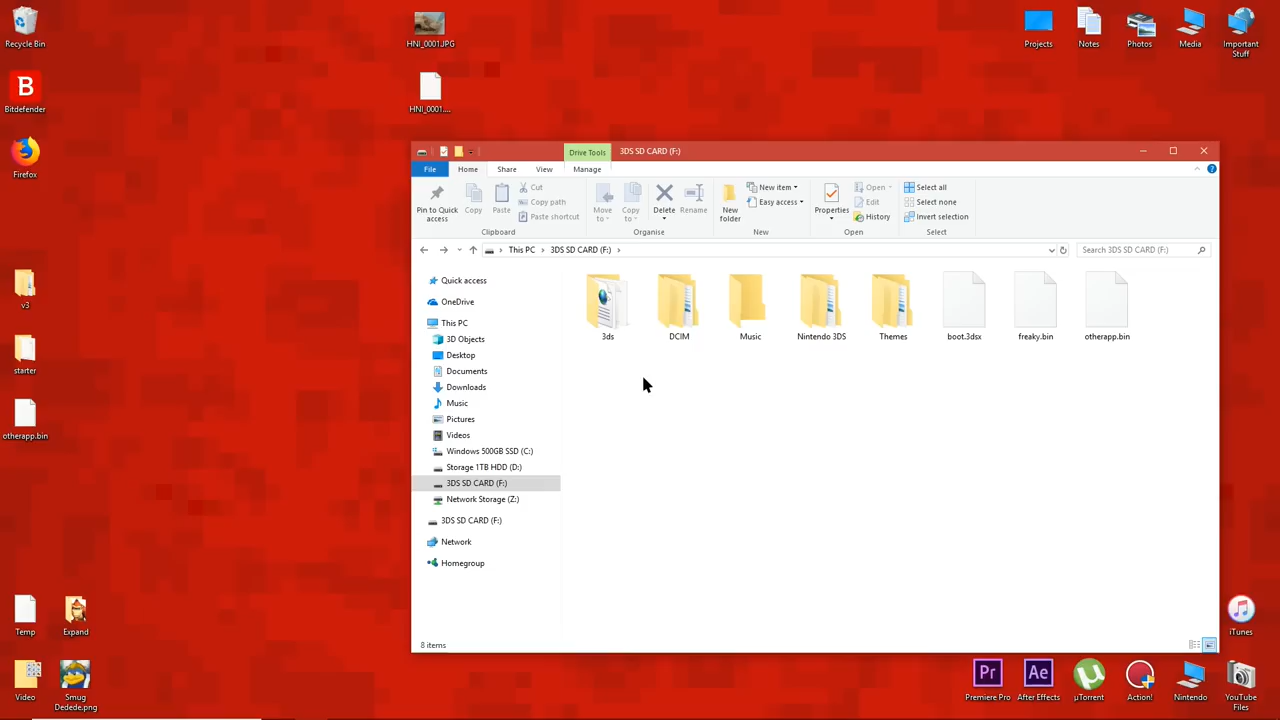 Recycle Bin
HNI_0001.JPG
Projects
Notes
Photos
Media
Important
Stuff
B
Bitdefender
HNI_0001....
Firefox
Drive Tools
3DS SD CARD (F:)
File
Home
Share
View
Manage
Pin to Quick
access
Copy
Paste
Cut
Copy path
Paste shortcut
Clipboard
Move
to
Copy
to
Delete
Rename
Organise
New
folder
New item
Easy access
New
Properties
Open
Edit
History
Open
Select all
Select none
Invert selection
Select
This PC
3DS SD CARD (F:)
Search 3DS SD CARD (F:)
Quick access
OneDrive
This PC
3D Objects
Desktop
Documents
Downloads
Music
Pictures
Videos
Windows 500GB SSD (C:)
Storage 1TB HDD (D:)
3DS SD CARD (F:)
Network Storage (Z:)
3DS SD CARD (F:)
Network
Homegroup
3ds
DCIM
Music
Nintendo 3DS
Themes
boot.3dsx
freaky.bin
otherapp.bin
8 items
v3
starter
otherapp.bin
Temp
Expand
Video
Smug
Dedede.png
iTunes
Pr
Premiere Pro
Ae
After Effects
µ
µTorrent
Action!
Nintendo
YouTube
Files